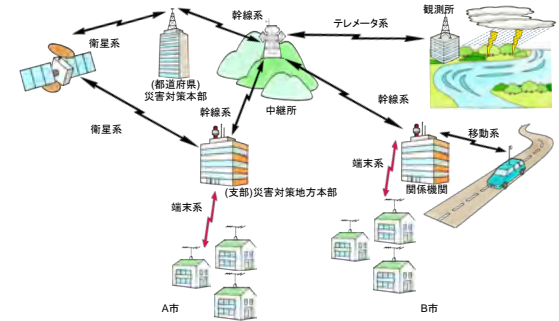 衛星系
幹線系
テレメータ系
観測所
(都道府県)
災害対策本部
中継所
衛星系
幹線系
幹線系
移動系
端末系
関係機関
(支部)災害対策地方本部
端末系
A市
B市